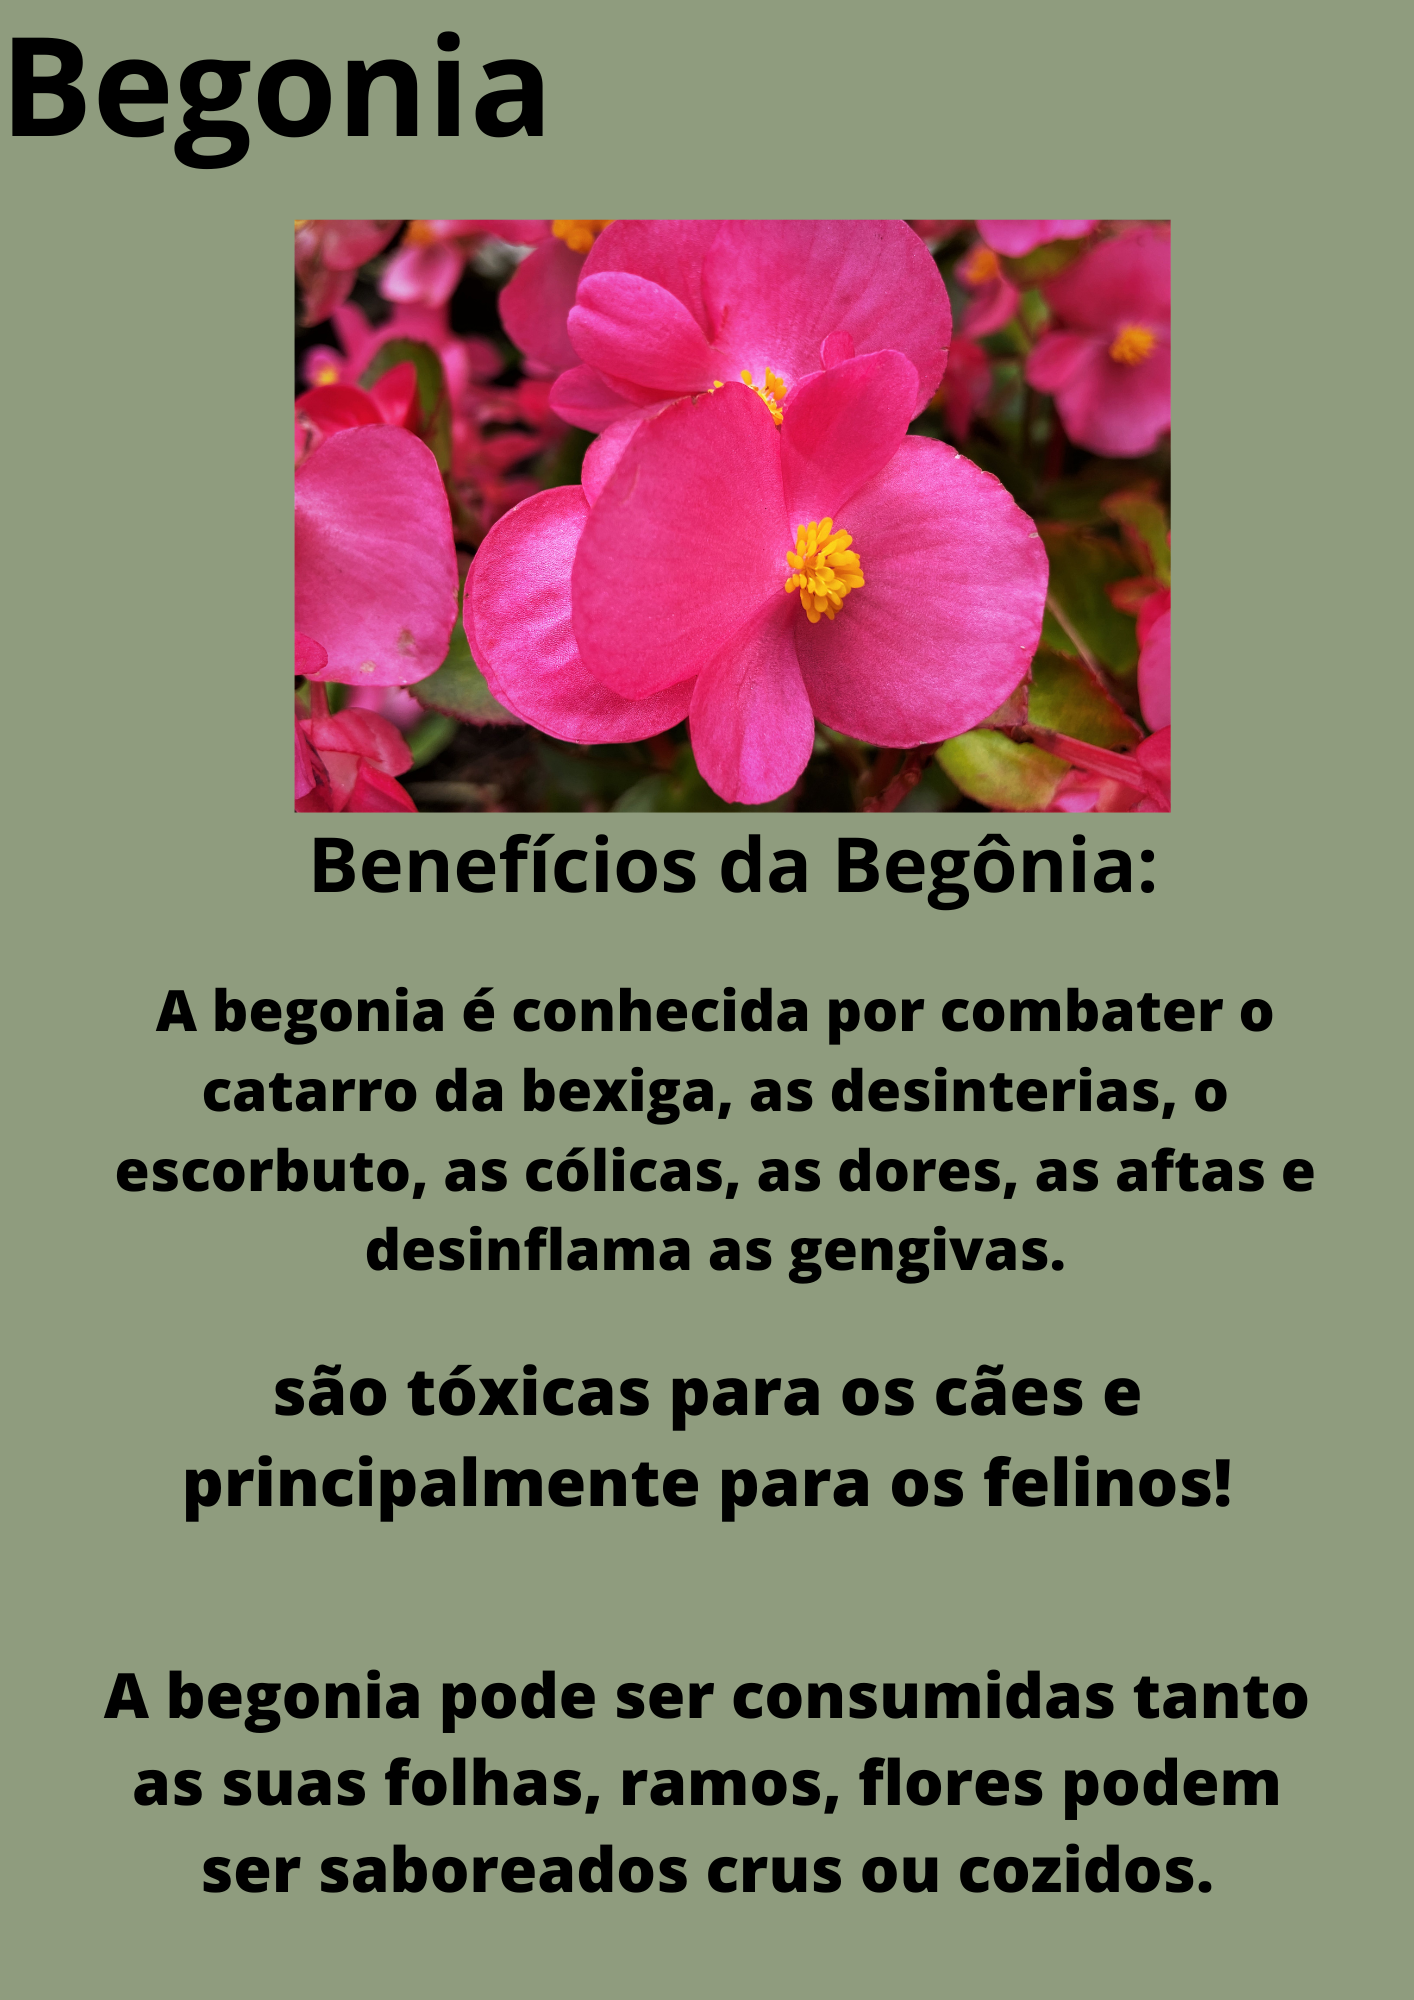 Begonia
Benefícios da Begônia:
A begonia é conhecida por combater o
catarro da bexiga, as desinterias, o
escorbuto, as cólicas, as dores, as aftas e
desinflama as gengivas.
são tóxicas para os cães e
principalmente para os felinos!
A begonia pode ser consumidas tanto
as suas folhas, ramos, flores podem
ser saboreados crus ou cozidos.